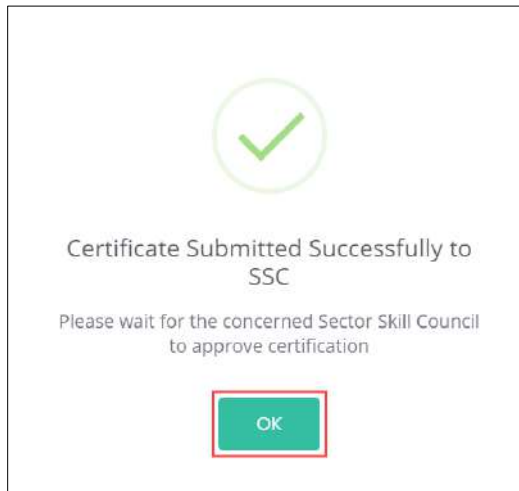 Certificate Submitted Successfully to
SSC
Please wait for the concerned Sector Skill Council
to approve certification
OK